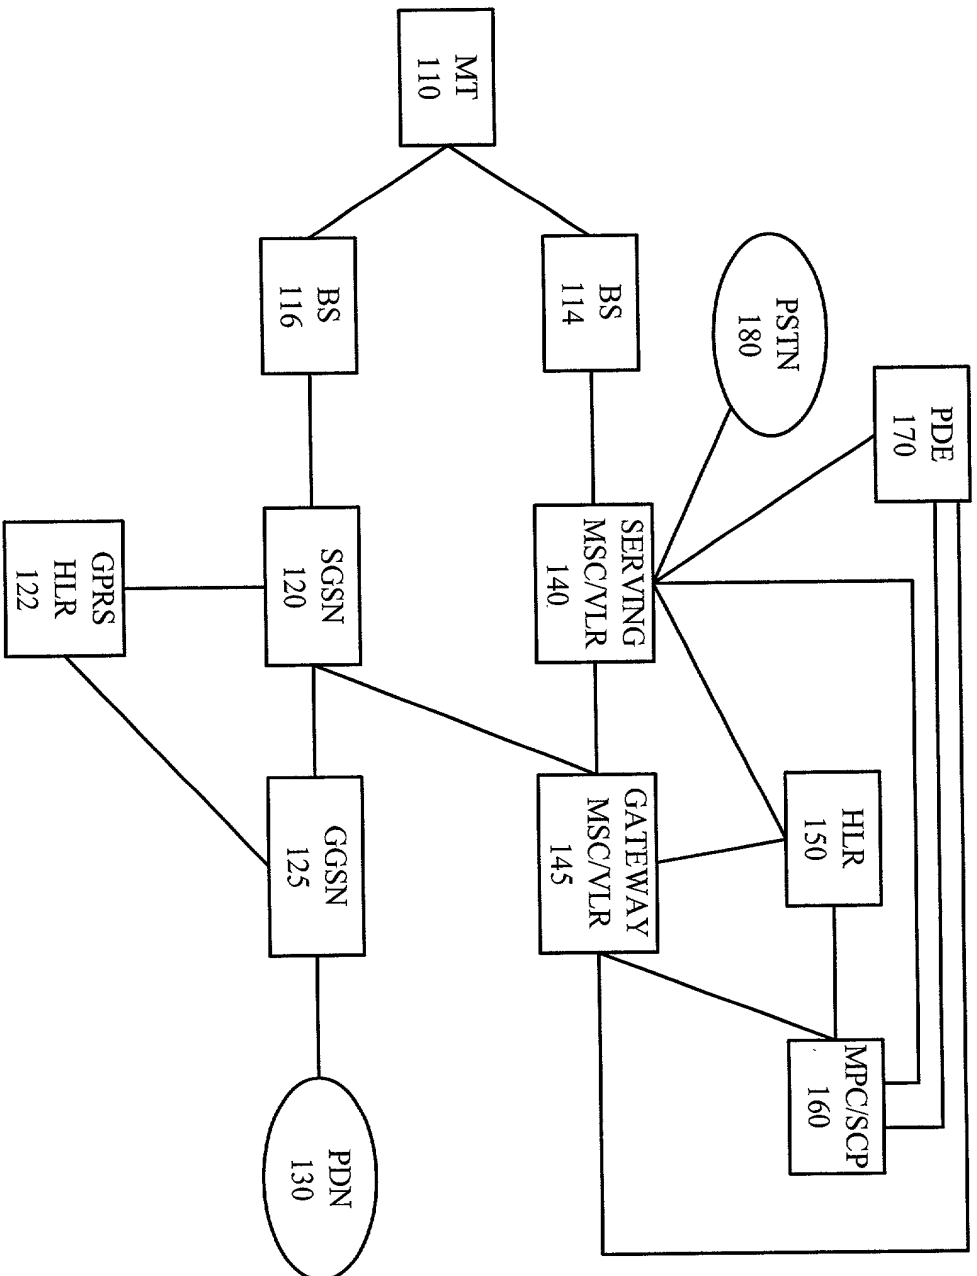 MT
110
BS
116
BS
114
PSTN
180
PDE
170
SERVING
MSC/VLR
140
SGSN
120
GPRS
HLR
122
GATEWAY
MSC/VLR
145
HLR
150
GGSN
125
MPC/SCP
160
PDN
130